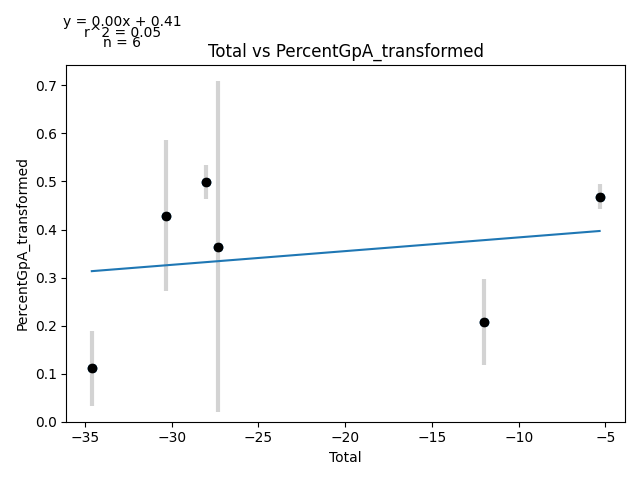 y = 0.00x + 0.41
r^2 = 0.05
n = 6
Total vs PercentGpA_transformed
PercentGpA_transformed
0.7
0.6
0.5
0.4
0.3
0.2
0.1
0.0
−35 −30 −25 −20 −15 −10 −5
Total